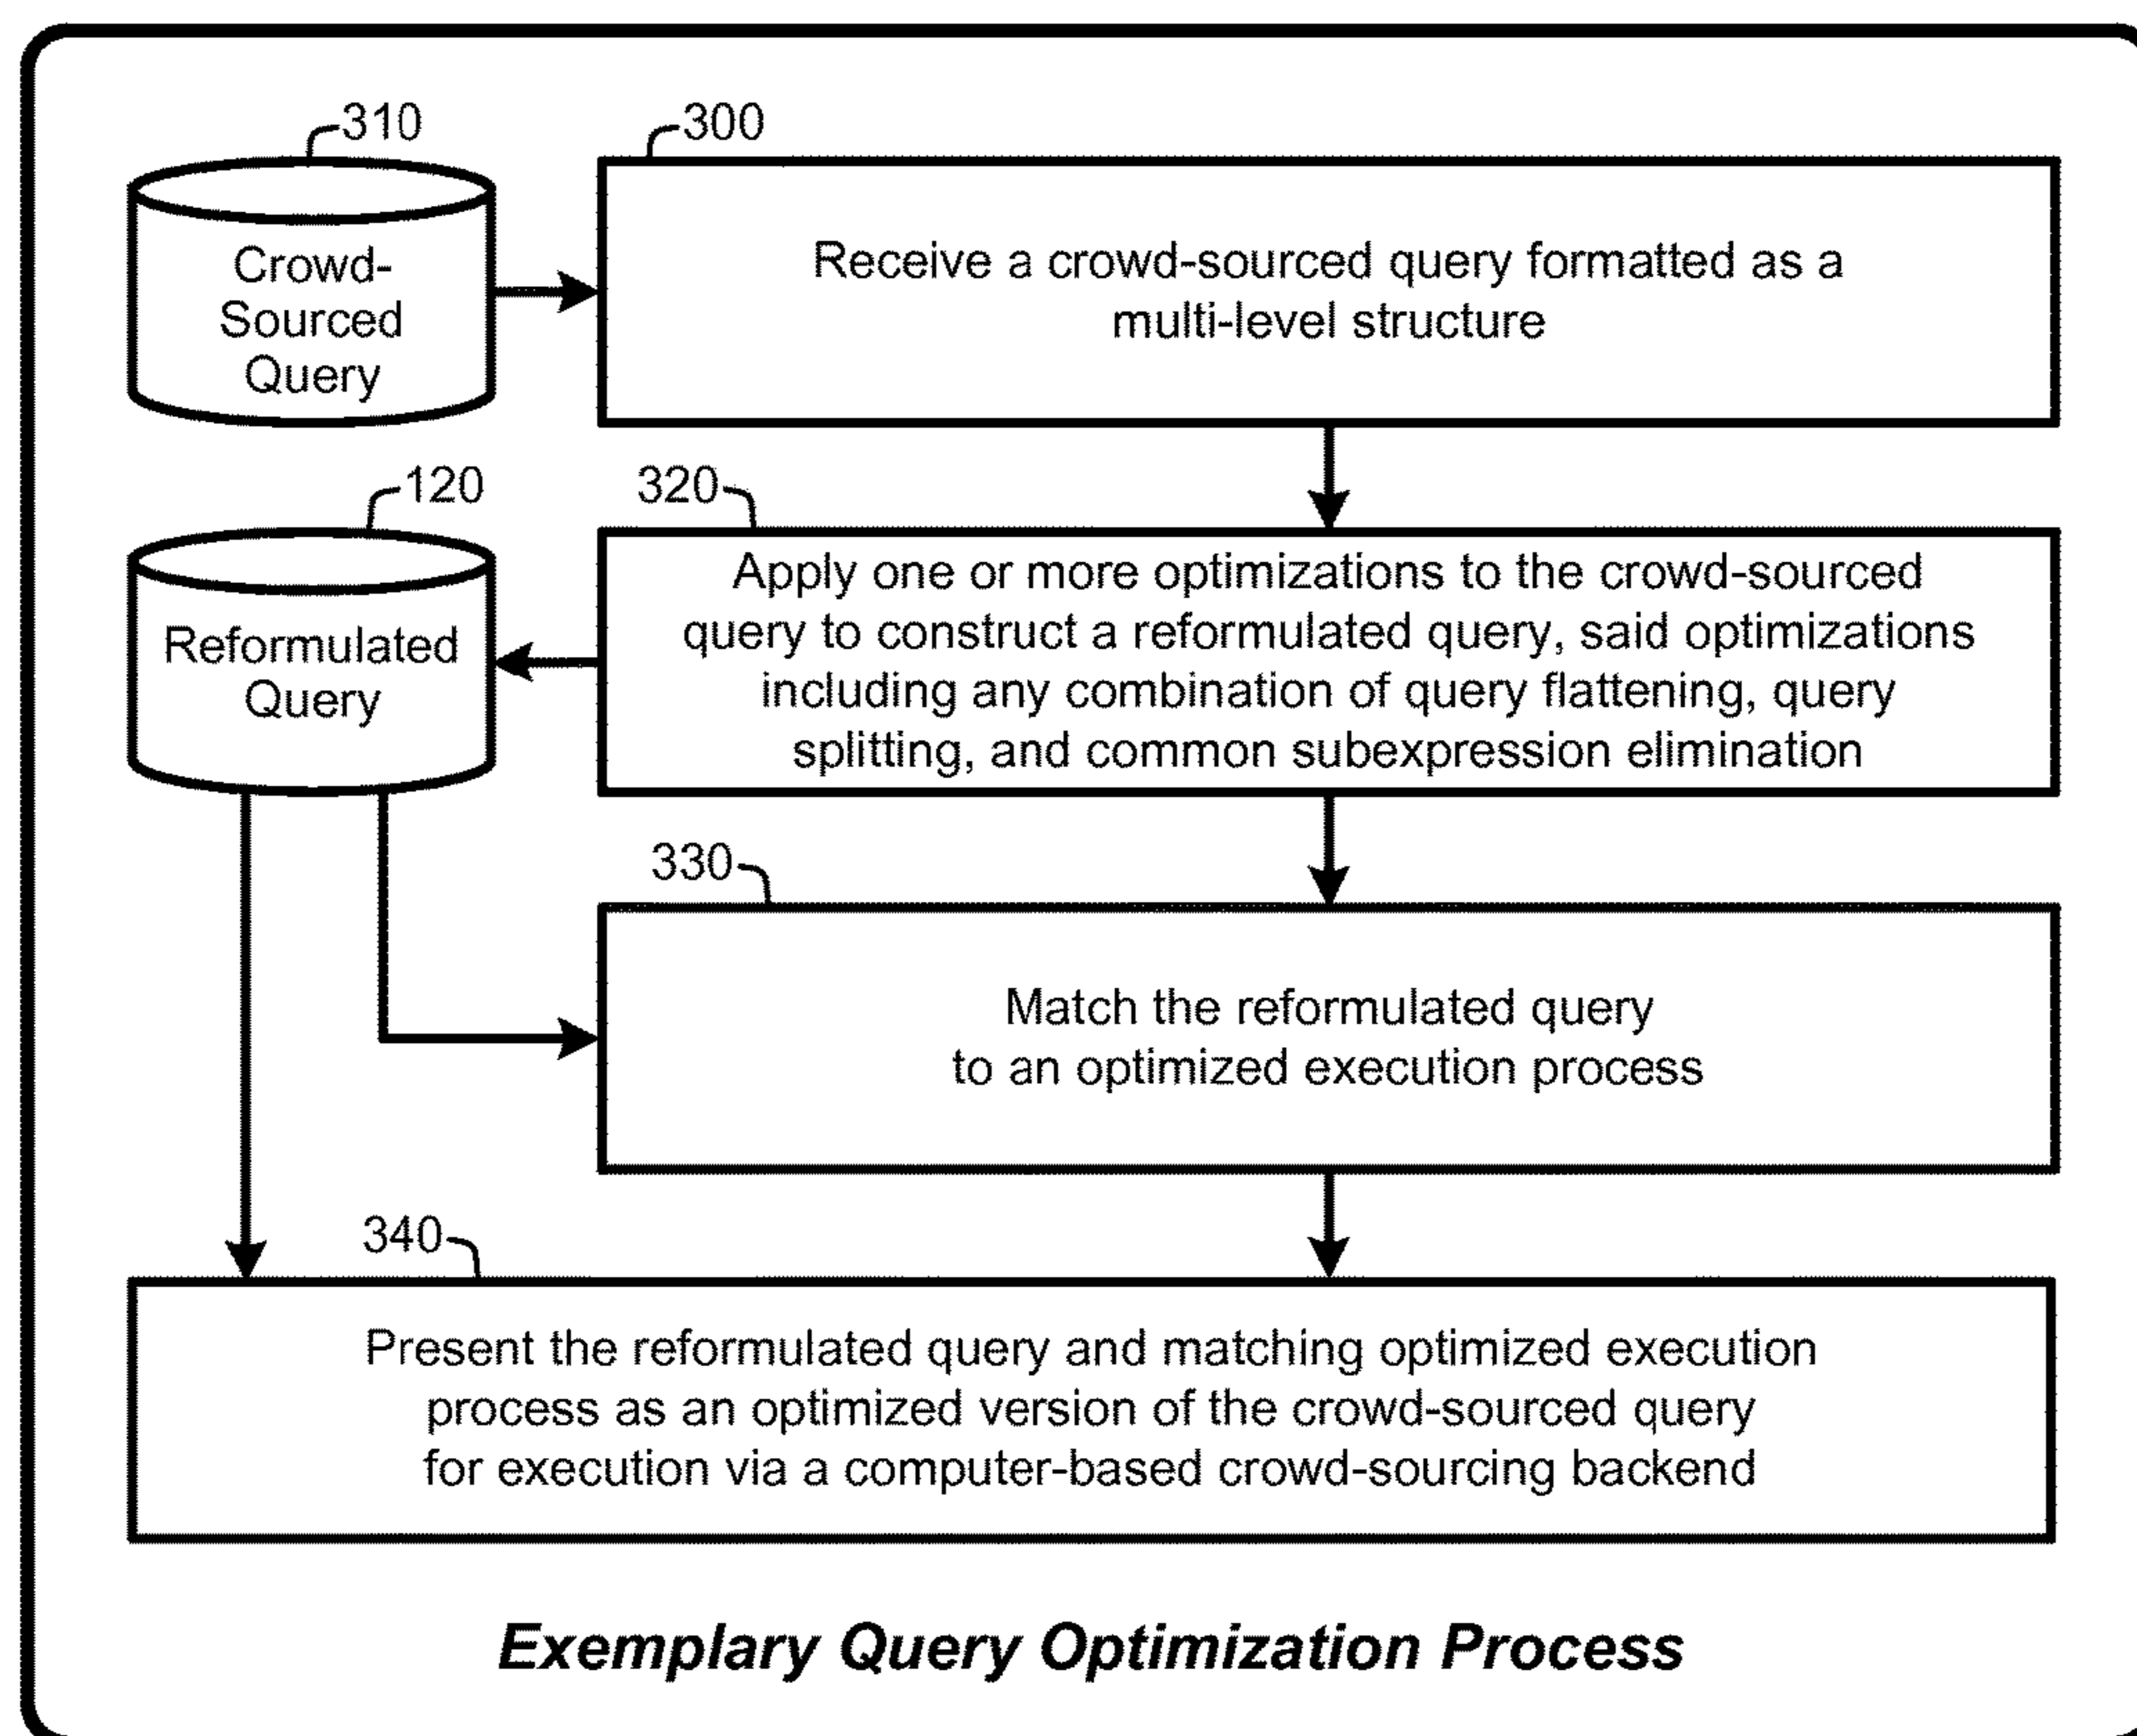 310
300
Crowd-
Sourced
Query
Receive a crowd-sourced query formatted as a
multi-level structure
120
320
Reformulated
Query
Apply one or more optimizations to the crowd-sourced
query to construct a reformulated query, said optimizations
including any combination of query flattening, query
splitting, and common subexpression elimination
330
Match the reformulated query
to an optimized execution process
340
Present the reformulated query and matching optimized execution
process as an optimized version of the crowd-sourced query
for execution via a computer-based crowd-sourcing backend
Exemplary Query Optimization Process